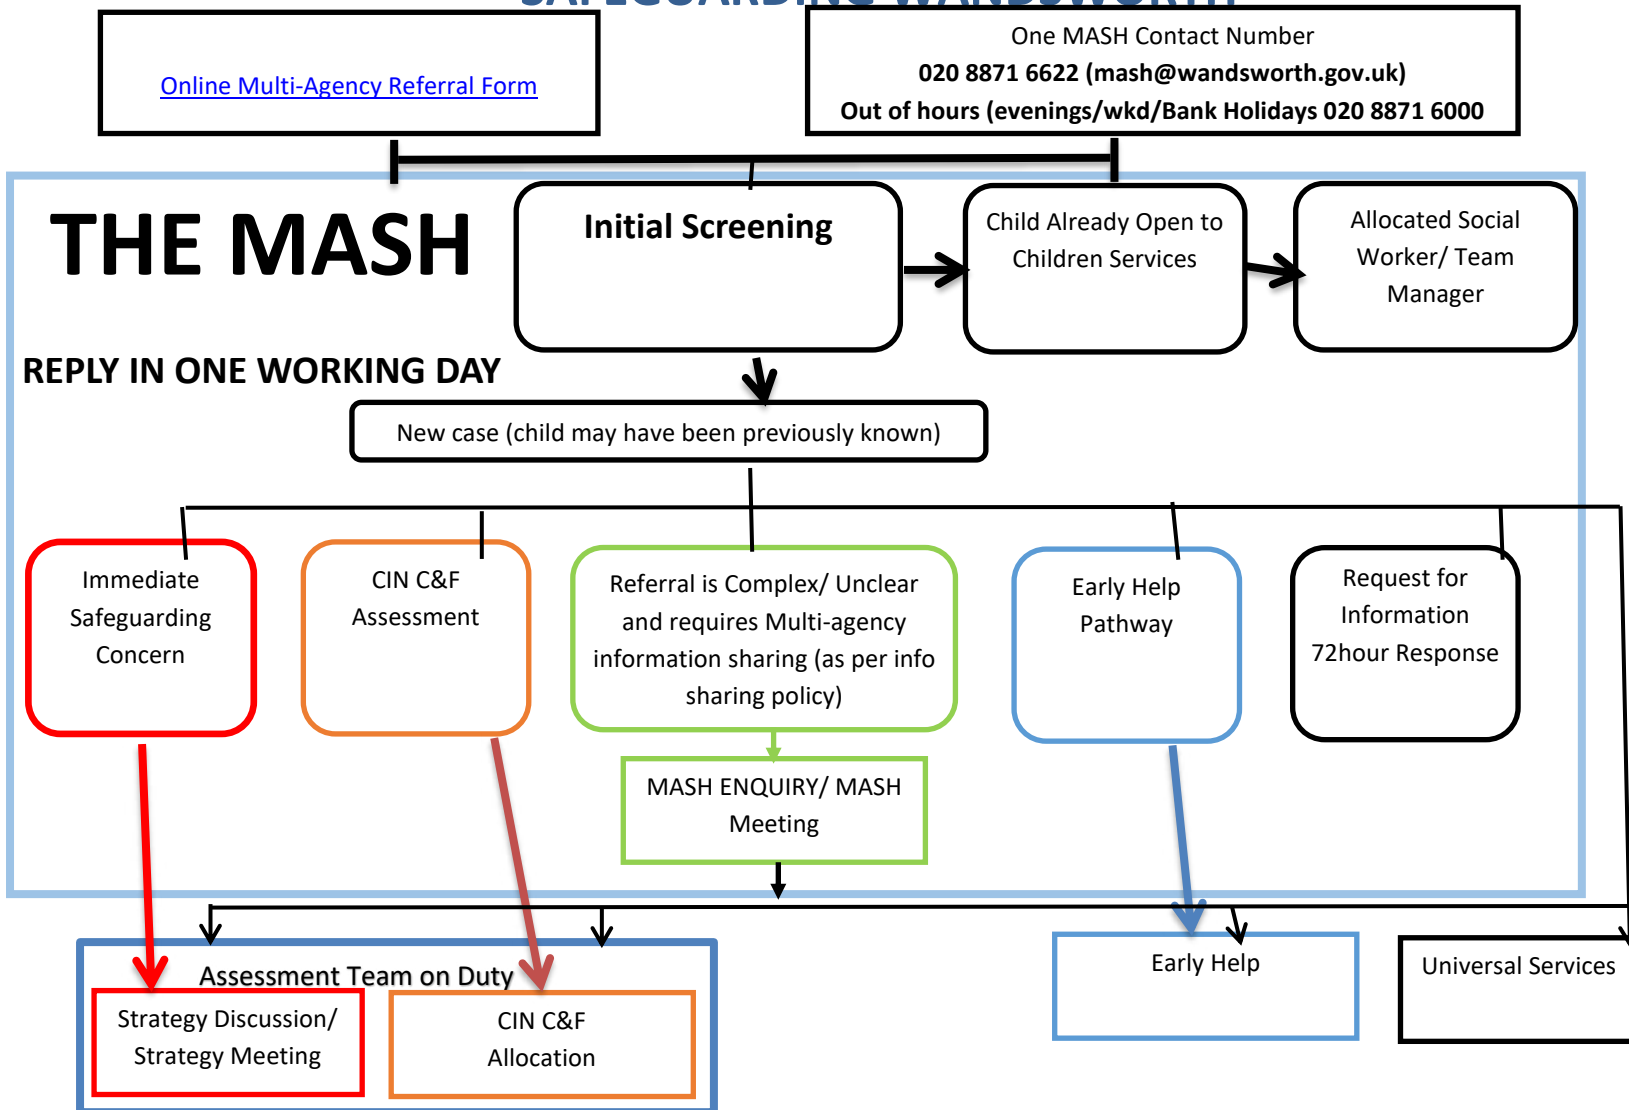 SAFEGUARDING WANDSWORTH
Online Multi-Agency Referral Form
One MASH Contact Number
020 8871 6622 (mash@wandsworth.gov.uk)
Out of hours (evenings/wkd/Bank Holidays 020 8871 6000
THE MASH
Initial Screening
Child Already Open to
Children Services
Allocated Social
Worker/ Team
Manager
REPLY IN ONE WORKING DAY
New case (child may have been previously known)
Immediate
Safeguarding
Concern
CIN C&F
Assessment
Referral is Complex/ Unclear
and requires Multi-agency
information sharing (as per info
sharing policy)
Early Help
Pathway
Request for
Information
72hour Response
MASH ENQUIRY/ MASH
Meeting
Assessment Team on Duty
Strategy Discussion/
Strategy Meeting
CIN C&F
Allocation
Early Help
Universal Services